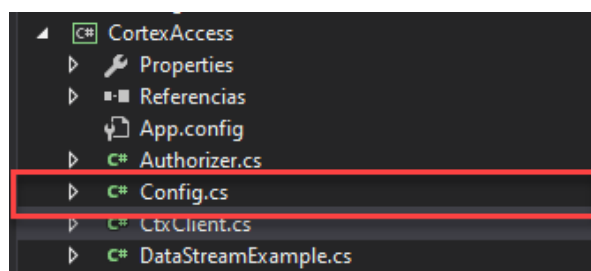 C# CortexAccess
Properties
Referencias
App.config
C# Authorizer.cs
C# Config.cs
C# CtxClient.cs
C# DataStreamExample.cs